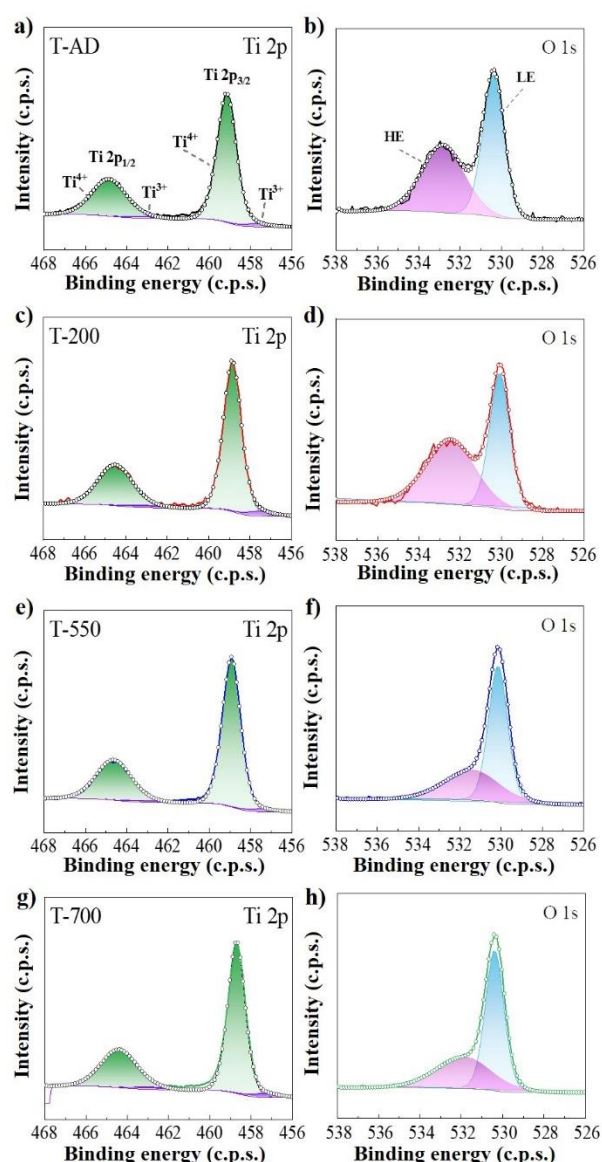 a) T-AD Ti 2p
Ti 2p3/2
Ti4+
Ti 2p1/2
Ti4+ Ti3+ Ti3+
Intensity (c.p.s.)
468 466 464 462 460 458 456
Binding energy (c.p.s.)
b) O 1s
LE
HE
Intensity (c.p.s.)
538 536 534 532 530 528 526
Binding energy (c.p.s.)
c) T-200 Ti 2p
Intensity (c.p.s.)
468 466 464 462 460 458 456
Binding energy (c.p.s.)
d) O 1s
Intensity (c.p.s.)
538 536 534 532 530 528 526
Binding energy (c.p.s.)
e) T-550 Ti 2p
Intensity (c.p.s.)
468 466 464 462 460 458 456
Binding energy (c.p.s.)
f) O 1s
Intensity (c.p.s.)
538 536 534 532 530 528 526
Binding energy (c.p.s.)
g) T-700 Ti 2p
Intensity (c.p.s.)
468 466 464 462 460 458 456
Binding energy (c.p.s.)
h) O 1s
Intensity (c.p.s.)
538 536 534 532 530 528 526
Binding energy (c.p.s.)